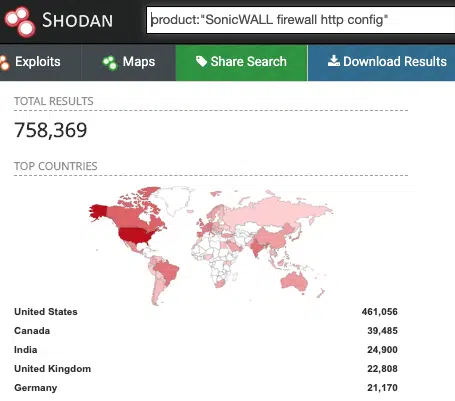 SHODAN product:"SonicWALL firewall http config"
Exploits Maps Share Search Download Results
TOTAL RESULTS
758,369
TOP COUNTRIES
United States 461,056
Canada 39,485
India 24,900
United Kingdom 22,808
Germany 21,170